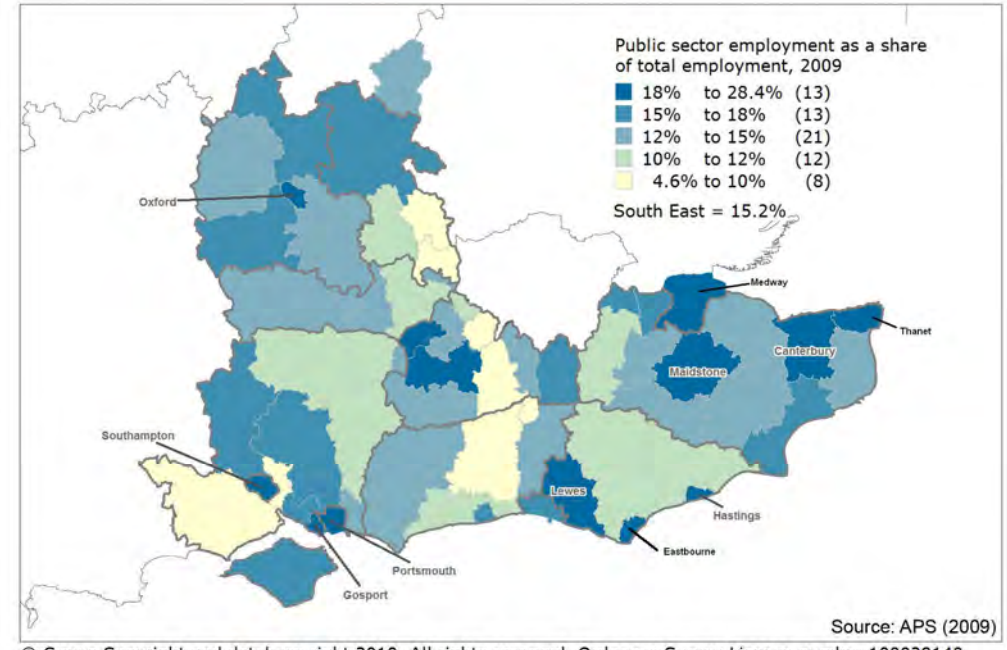 Public sector employment as a share
of total employment, 2009
18% to 28.4% (13)
15% to 18% (13)
12% to 15% (21)
10% to 12% (12)
4.6% to 10% (8)
South East = 15.2%
Oxford
Medway
Thanet
Canterbury
Maidstone
Southampton
Lewes
Hastings
Eastbourne
Portsmouth
Gosport
Source: APS (2009)